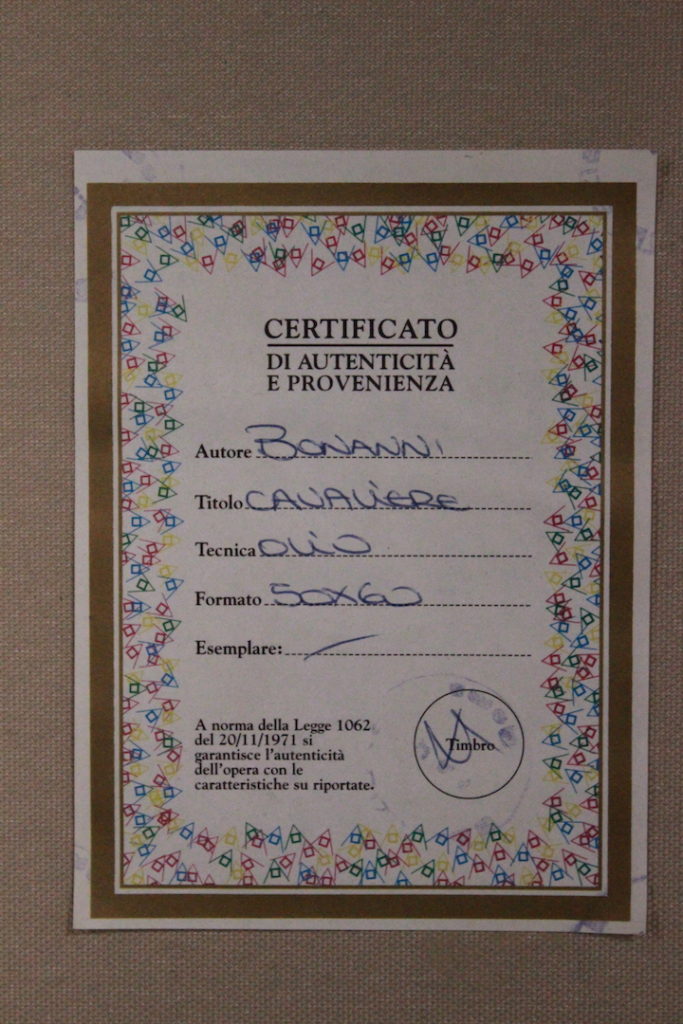 CERTIFICATO
DI AUTENTICITÀ
E PROVENIENZA
Autore BONANNI
Titolo CAVALIERE
Tecnica OLIO
Formato 50X60
Esemplare: /
A norma della Legge 1062
del 20/11/1971 si
garantisce l'autenticità
dell'opera con le
caratteristiche su riportate.
Timbro